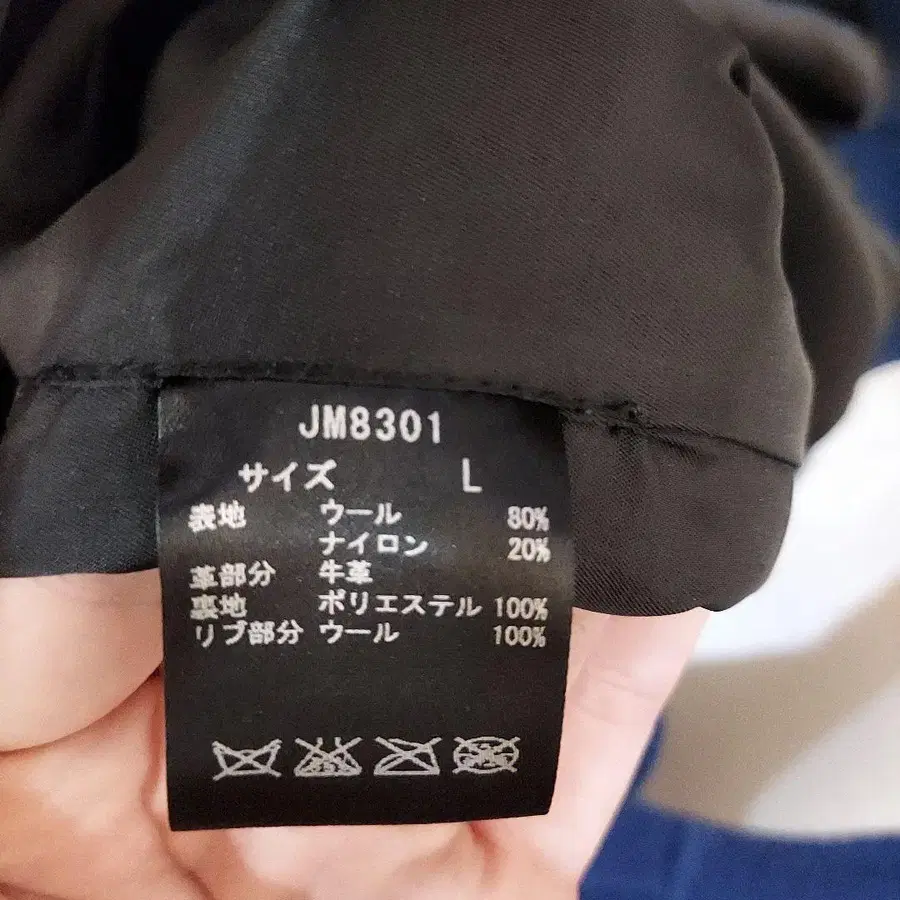 JM8301
サイズ L
表地 ウール 80%
ナイロン 20%
革部分 牛革
裏地 ポリエステル 100%
リブ部分 ウール 100%